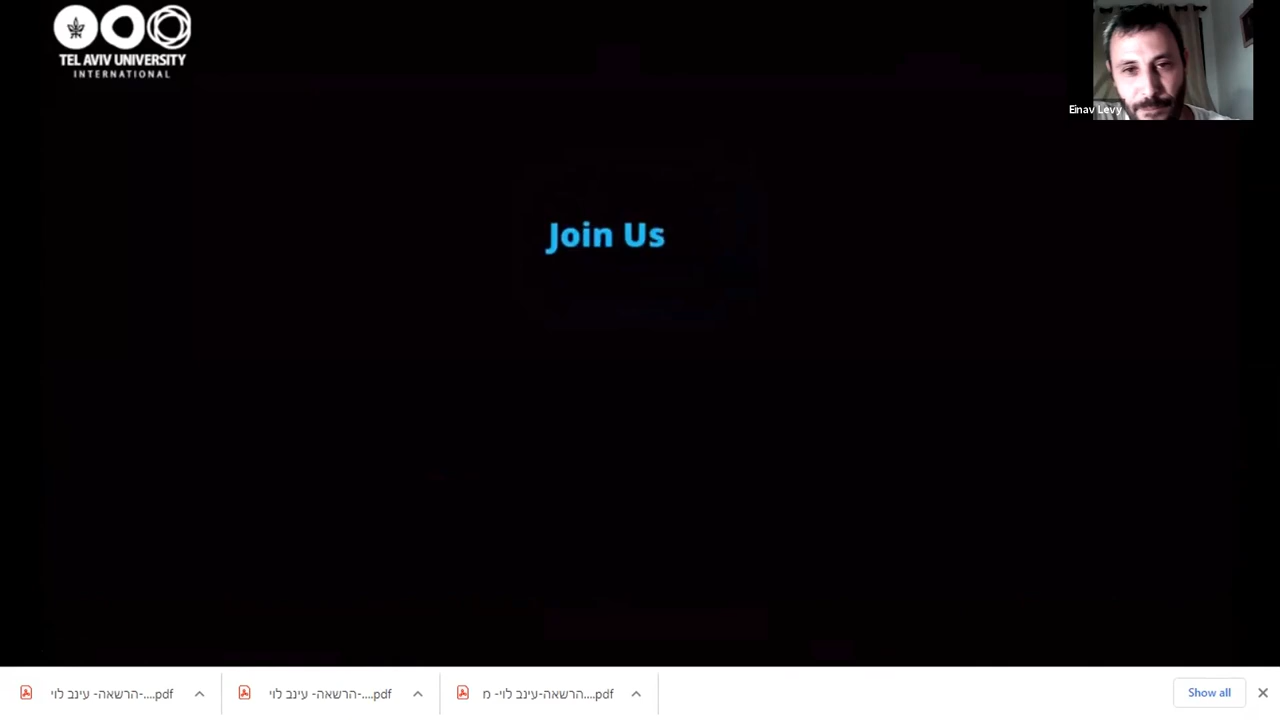 TEL AVIV UNIVERSITY
INTERNATIONAL
Einav Levy
Join Us
הרשאה- עינב לוי-....pdf
הרשאה- עינב לוי-....pdf
הרשאה-עינב לוי- מ....pdf
Show all